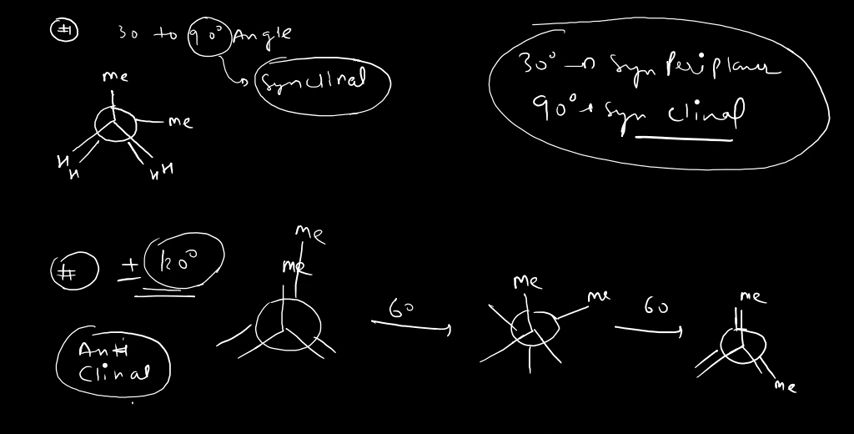 # 30 to 90° Angle
Synclinal
30° → Syn Periplaner
90° → Syn clinal
me
me
H
H
H
H
# ± 120°
Anti
Clinal
me
me
60
me
me
60
me
me